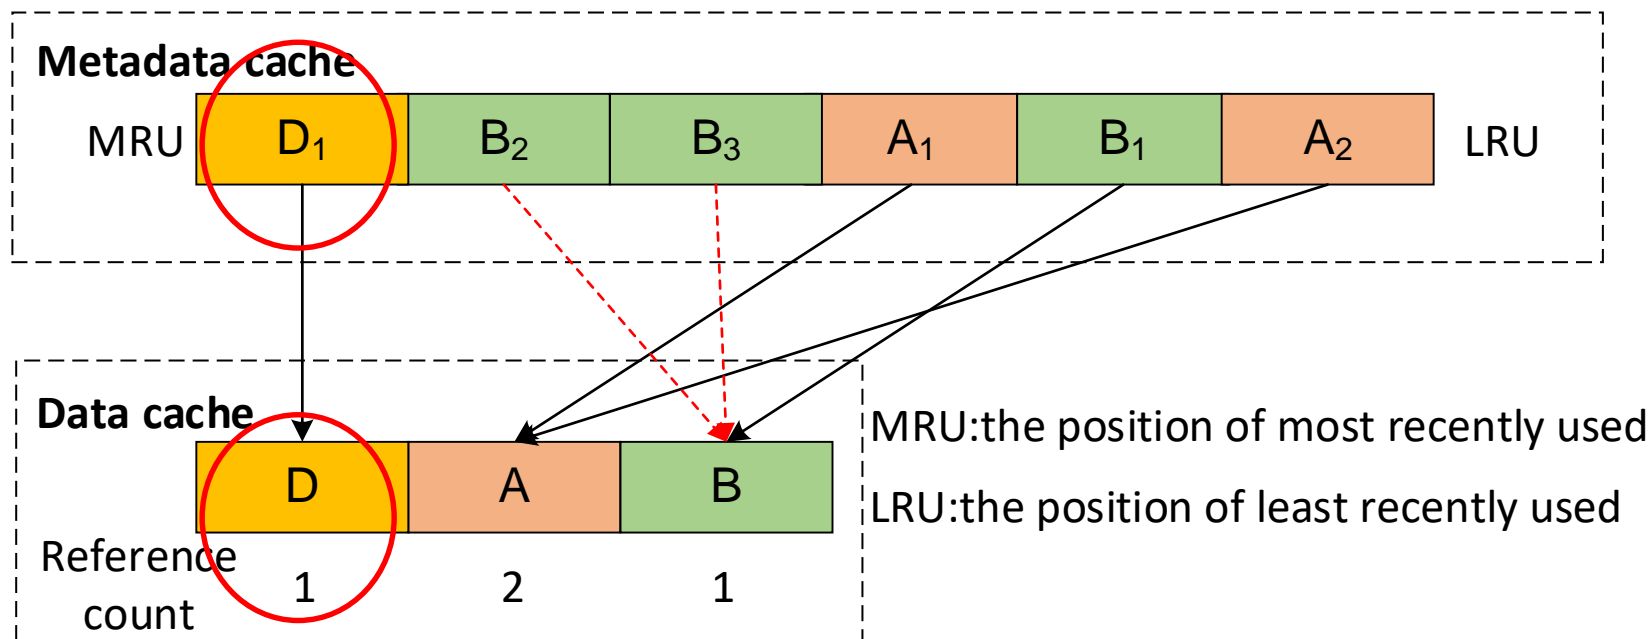 Metadata cache
MRU D₁ B₂ B₃ A₁ B₁ A₂ LRU
Data cache
MRU:the position of most recently used
D A B
LRU:the position of least recently used
Reference
count 1 2 1